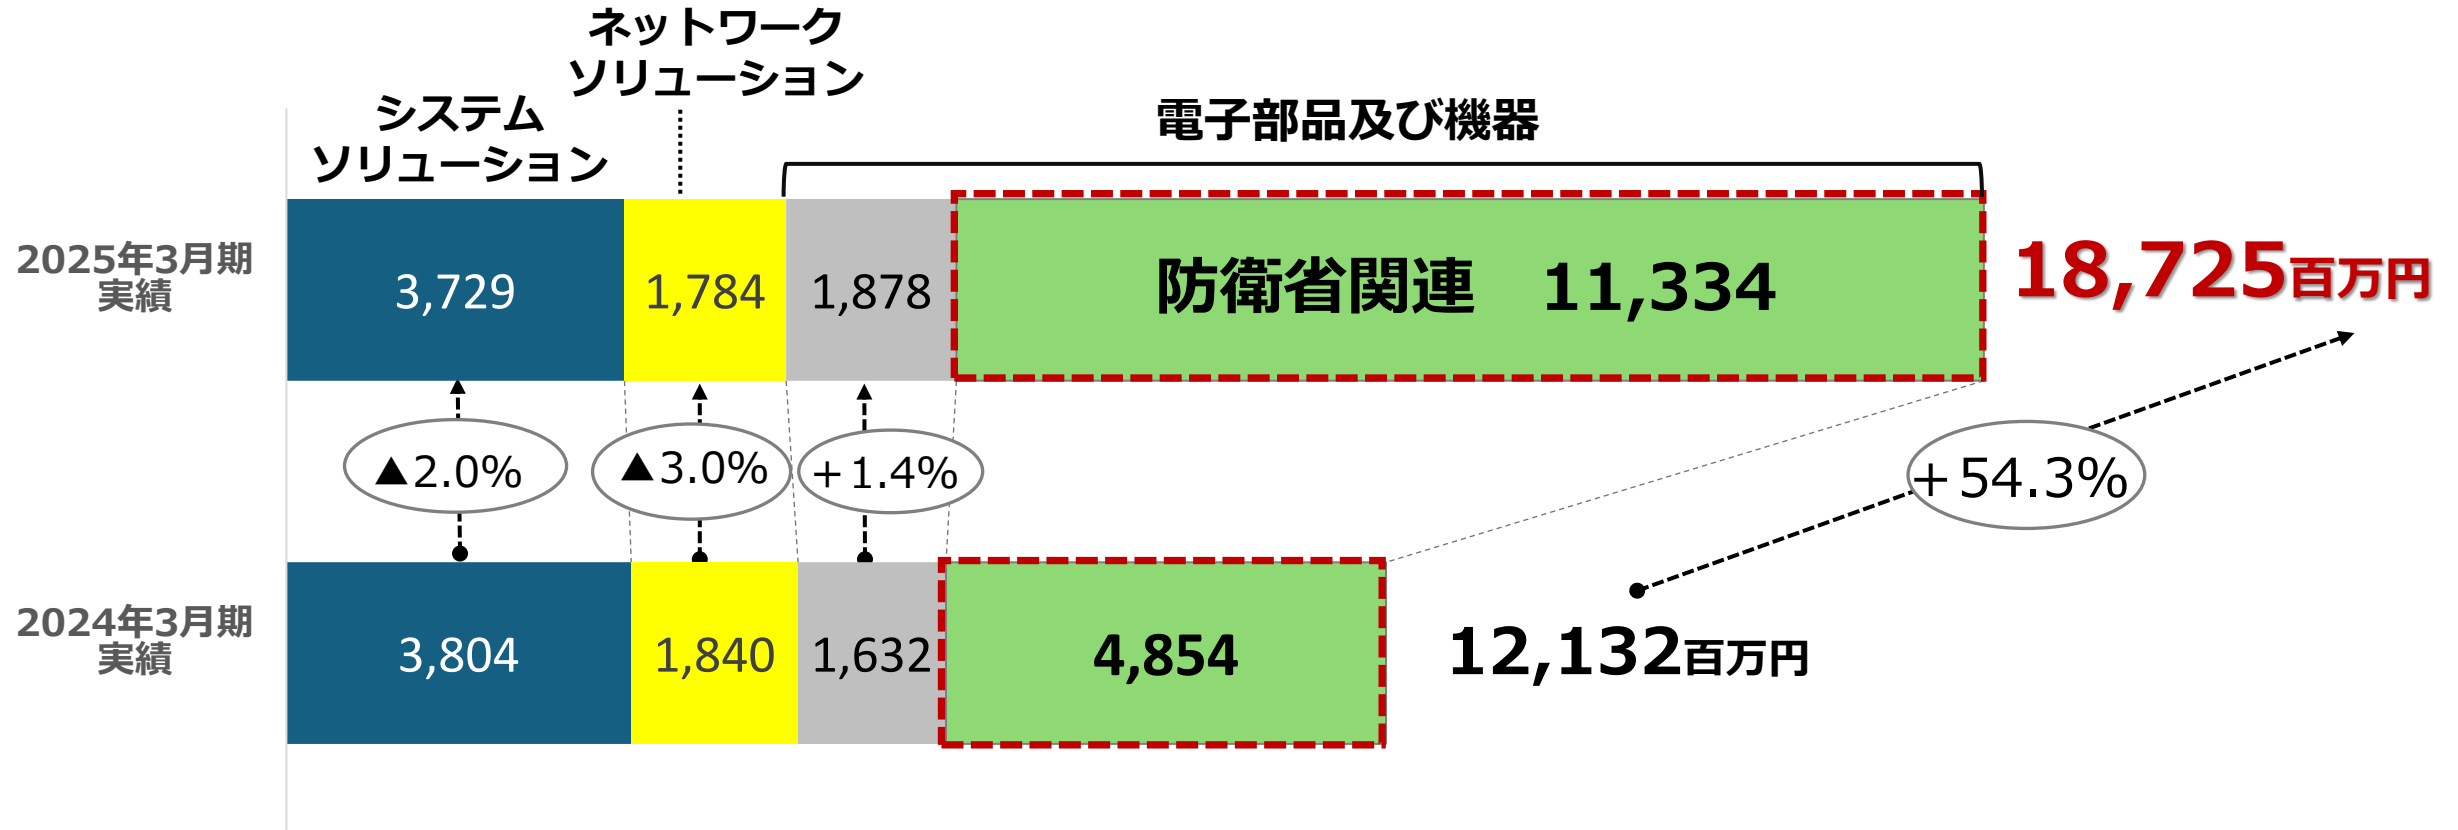 ネットワーク
ソリューション
システム
ソリューション
電子部品及び機器
2025年3月期
実績
3,729
1,784
1,878
防衛省関連　11,334
18,725百万円
▲2.0%
▲3.0%
+1.4%
+54.3%
2024年3月期
実績
3,804
1,840
1,632
4,854
12,132百万円